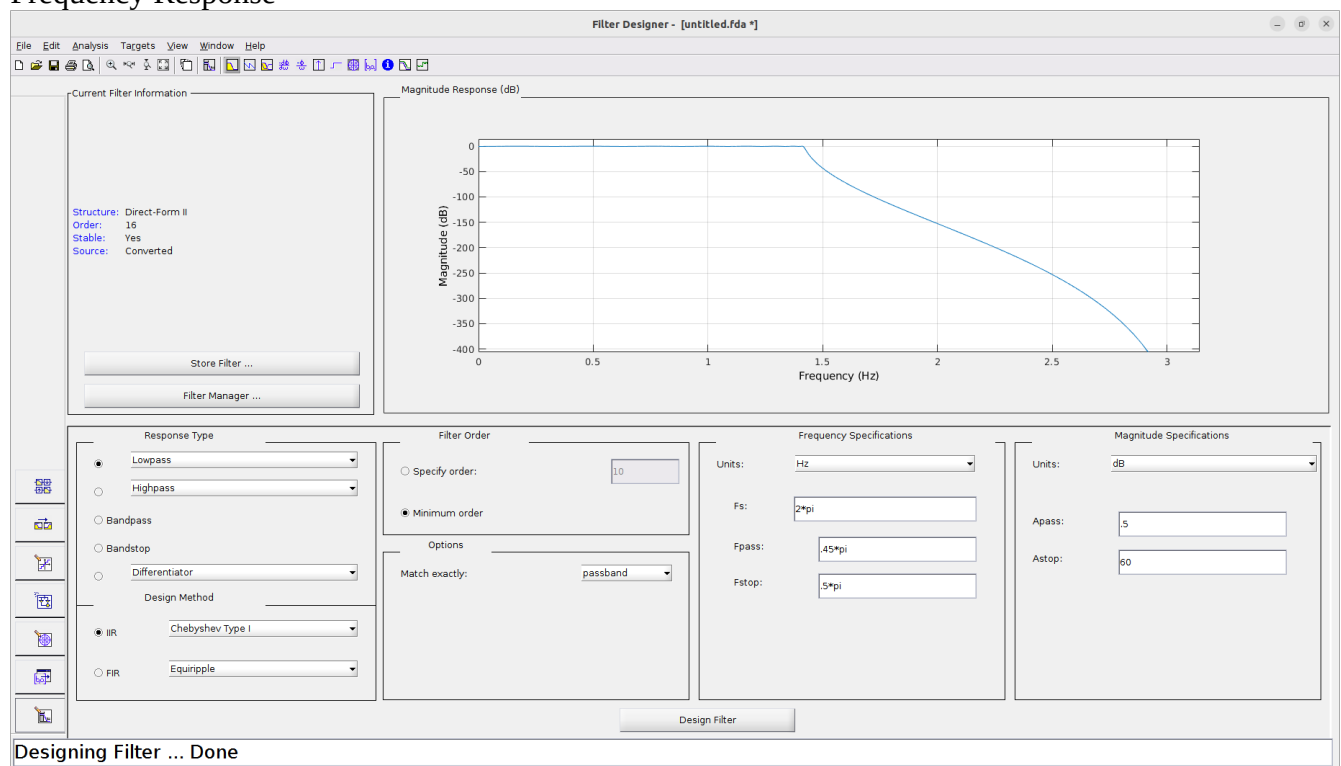 Frequency Response
Filter Designer - [untitled.fda *]
File Edit Analysis Targets View Window Help
Current Filter Information
Structure: Direct-Form II
Order: 16
Stable: Yes
Source: Converted
Store Filter ...
Filter Manager ...
Magnitude Response (dB)
Magnitude (dB)
0
-50
-100
-150
-200
-250
-300
-350
-400
0 0.5 1 1.5 2 2.5 3
Frequency (Hz)
Response Type
Lowpass
Highpass
Bandpass
Bandstop
Differentiator
Design Method
IIR Chebyshev Type I
FIR Equiripple
Filter Order
Specify order: 10
Minimum order
Options
Match exactly: passband
Frequency Specifications
Units: Hz
Fs: 2*pi
Fpass: .45*pi
Fstop: .5*pi
Magnitude Specifications
Units: dB
Apass: .5
Astop: 60
Design Filter
Designing Filter ... Done